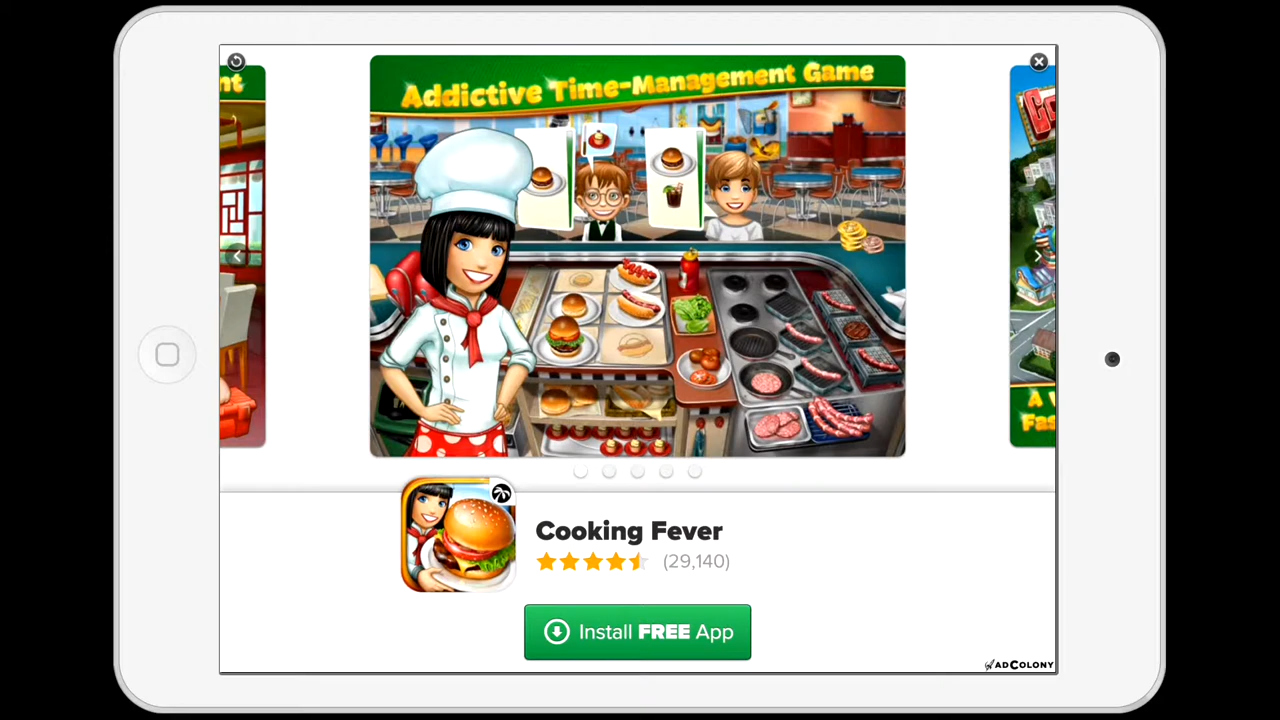 Addictive Time-Management Game
Cooking Fever
(29,140)
Install FREE App
ADCOLONY